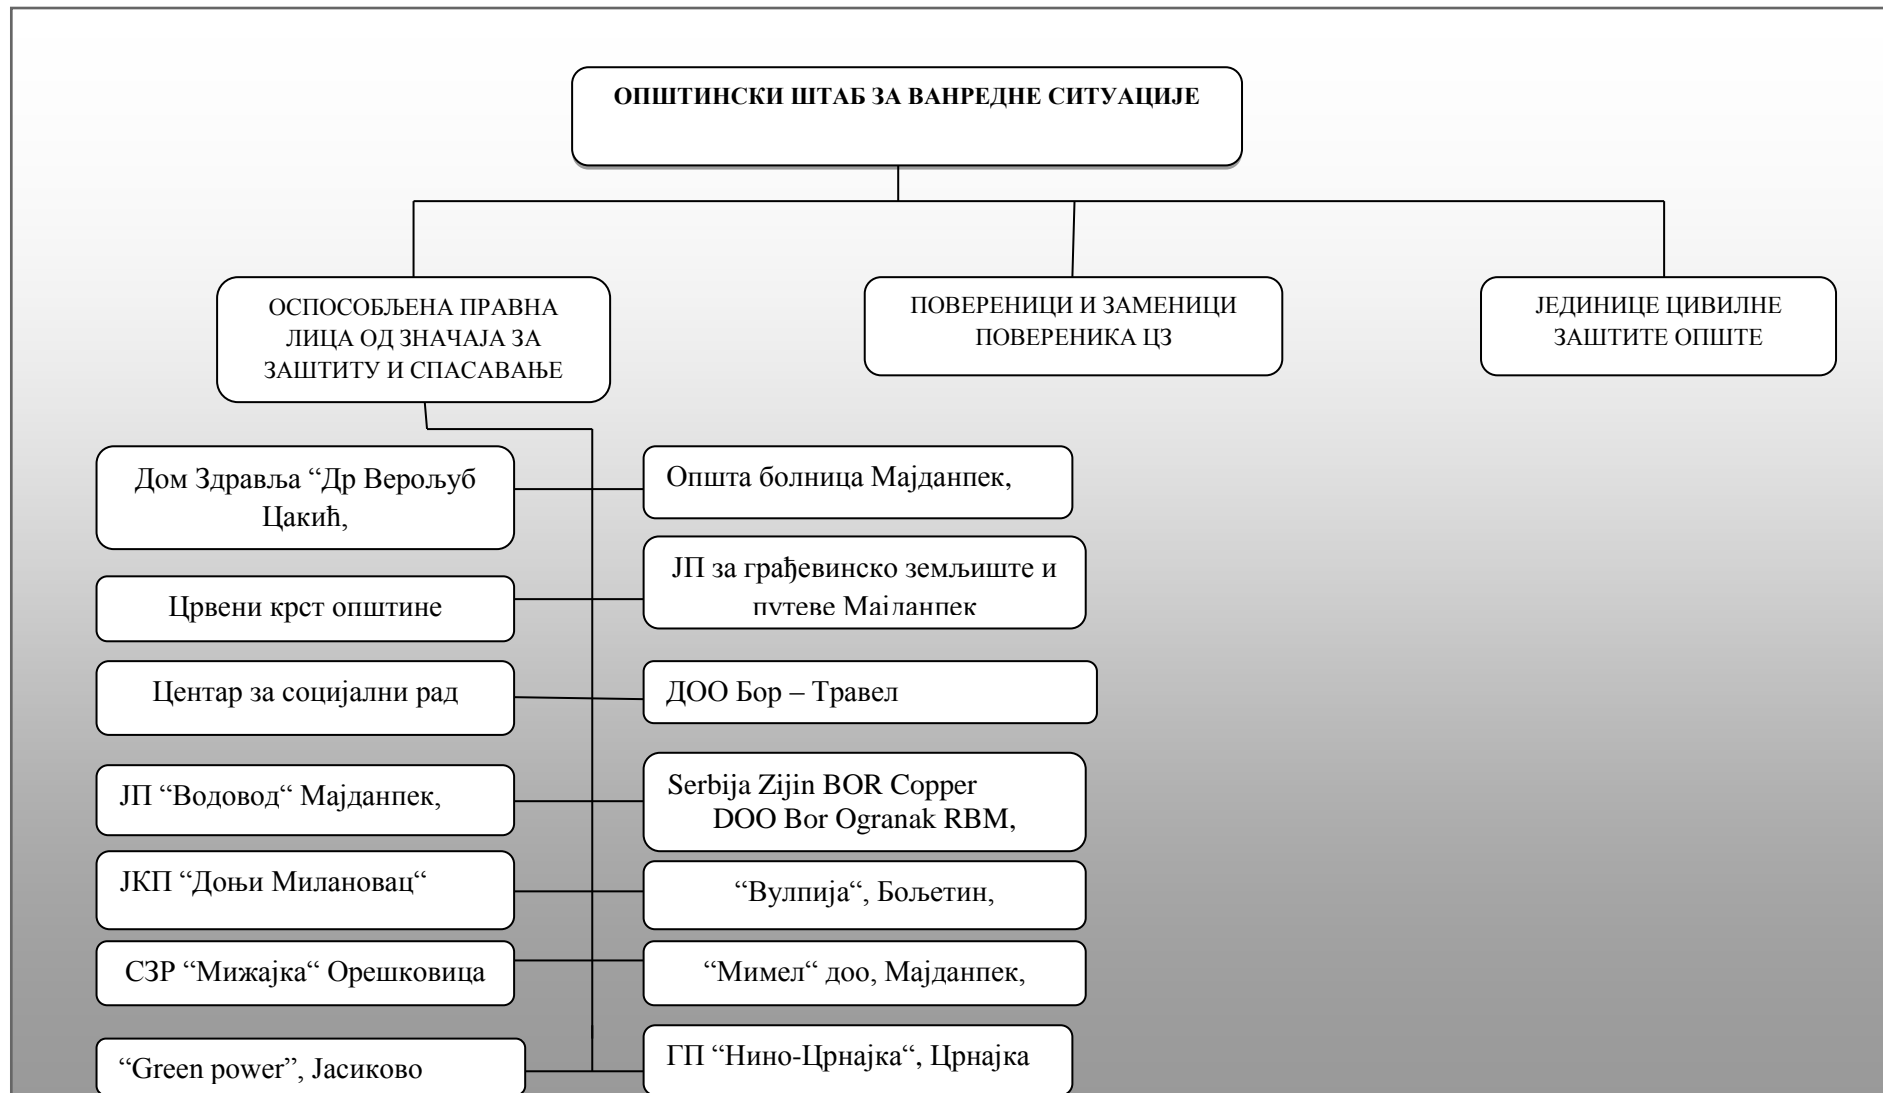 ОПШТИНСКИ ШТАБ ЗА ВАНРЕДНЕ СИТУАЦИЈЕ
ОСПОСОБЉЕНА ПРАВНА
ЛИЦА ОД ЗНАЧАЈА ЗА
ЗАШТИТУ И СПАСАВАЊЕ
ПОВЕРЕНИЦИ И ЗАМЕНИЦИ
ПОВЕРЕНИКА ЦЗ
ЈЕДИНИЦЕ ЦИВИЛНЕ
ЗАШТИТЕ ОПШТЕ
Дом Здравља “Др Верољуб
Цакић,
Општа болница Мајданпек,
Црвени крст општине
ЈП за грађевинско земљиште и
путеве Мајданпек
Центар за социјални рад
ДОО Бор – Травел
ЈП “Водовод“ Мајданпек,
Serbija Zijin BOR Copper
DOO Bor Ogranak RBM,
ЈКП “Доњи Милановац“
“Вулпија“, Бољетин,
СЗР “Мижајка“ Орешковица
“Мимел“ доо, Мајданпек,
“Green power”, Јасиково
ГП “Нино-Црнајка“, Црнајка